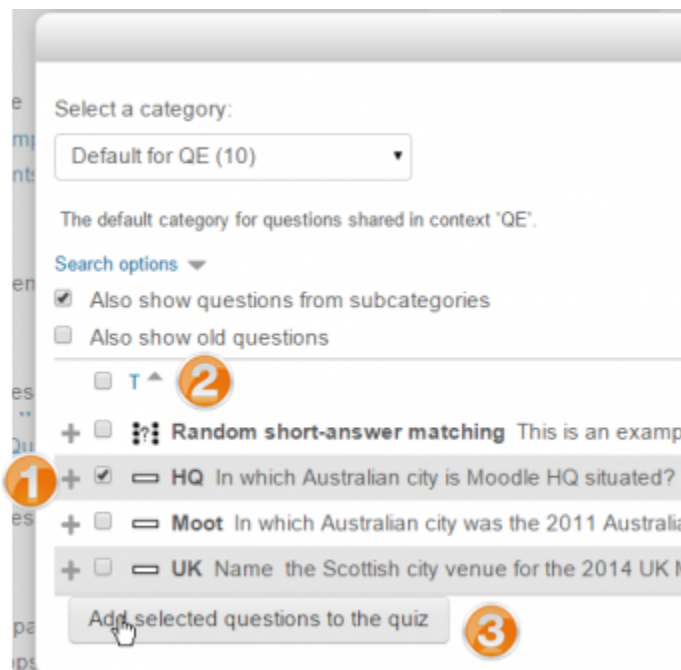 Select a category:
Default for QE (10)
The default category for questions shared in context 'QE'.
Search options
Also show questions from subcategories
Also show old questions
T
2
Random short-answer matching This is an examp
1
HQ In which Australian city is Moodle HQ situated?
Moot In which Australian city was the 2011 Australia
UK Name the Scottish city venue for the 2014 UK
Add selected questions to the quiz
3